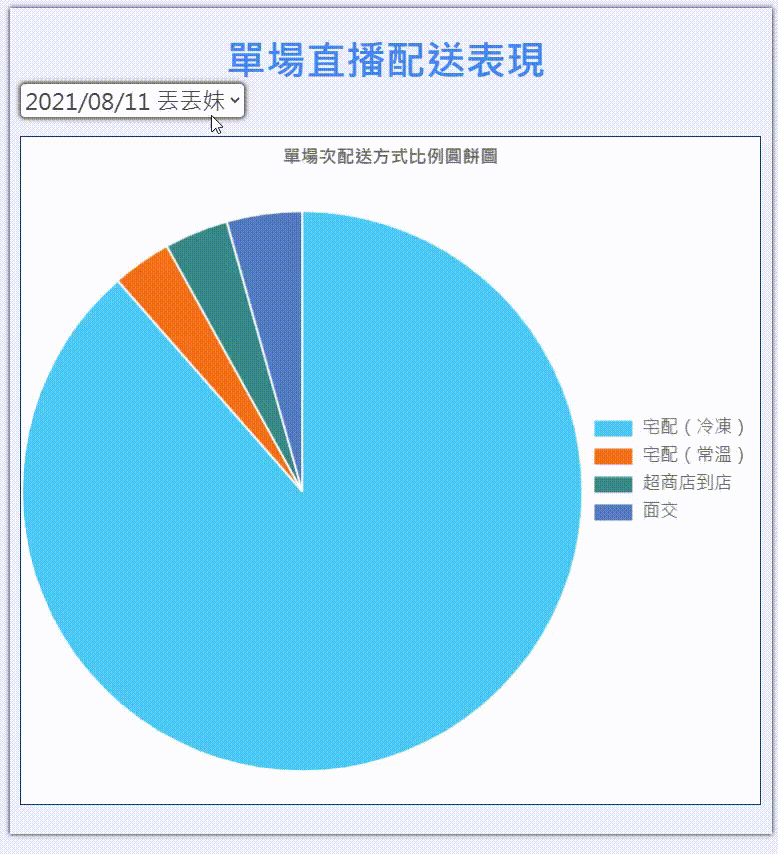 單場直播配送表現
2021/08/11 丟丟妹
單場次配送方式比例圓餅圖
宅配（冷凍）
宅配（常溫）
超商店到店
面交